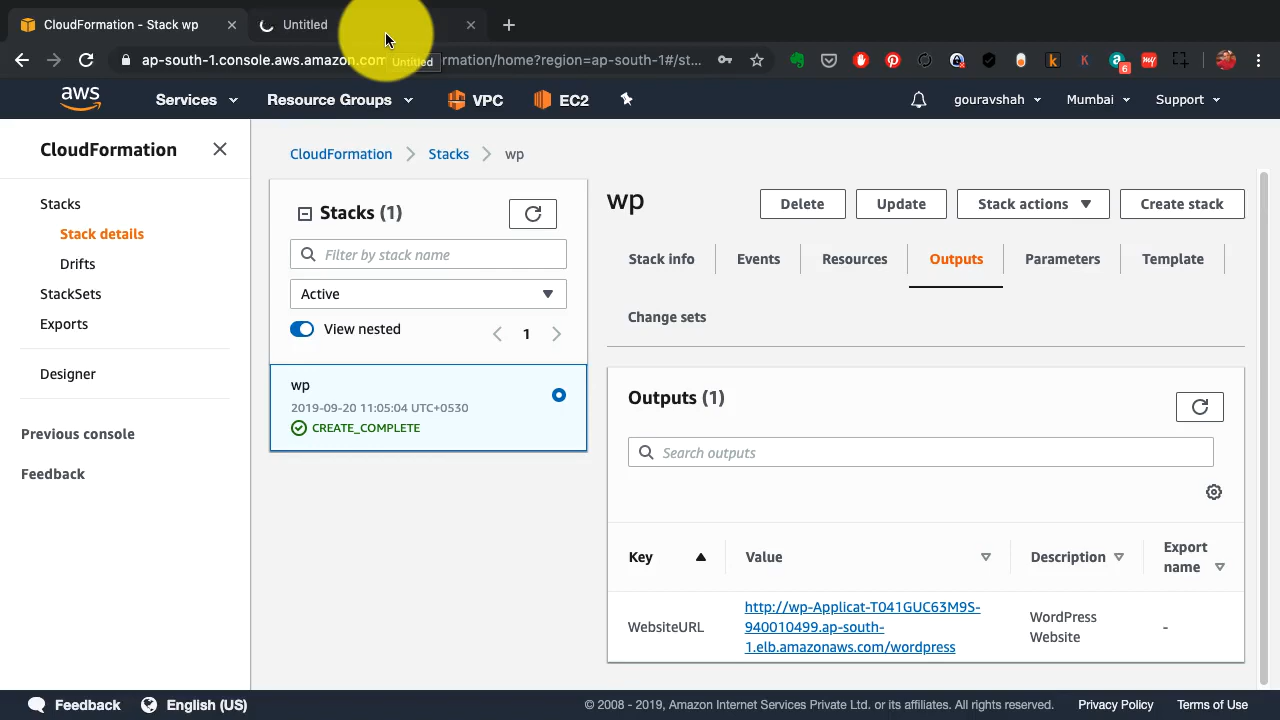 CloudFormation - Stack wp
Untitled
ap-south-1.console.aws.amazon.com
rmation/home?region=ap-south-1#/st...
Untitled
6
my
k
K
a
aws
Services
Resource Groups
VPC
EC2
gouravshah
Mumbai
Support
CloudFormation
Stacks
Stack details
Drifts
StackSets
Exports
Designer
Previous console
Feedback
CloudFormation
Stacks
wp
Stacks (1)
Filter by stack name
Active
View nested
1
wp
2019-09-20 11:05:04 UTC+0530
CREATE_COMPLETE
wp
Delete
Update
Stack actions
Create stack
Stack info
Events
Resources
Outputs
Parameters
Template
Change sets
Outputs (1)
Search outputs
Key
Value
Description
Export
name
WebsiteURL
http://wp-Applicat-T041GUC63M9S-
940010499.ap-south-
1.elb.amazonaws.com/wordpress
WordPress
Website
-
Feedback
English (US)
© 2008 - 2019, Amazon Internet Services Private Ltd. or its affiliates. All rights reserved.
Privacy Policy
Terms of Use